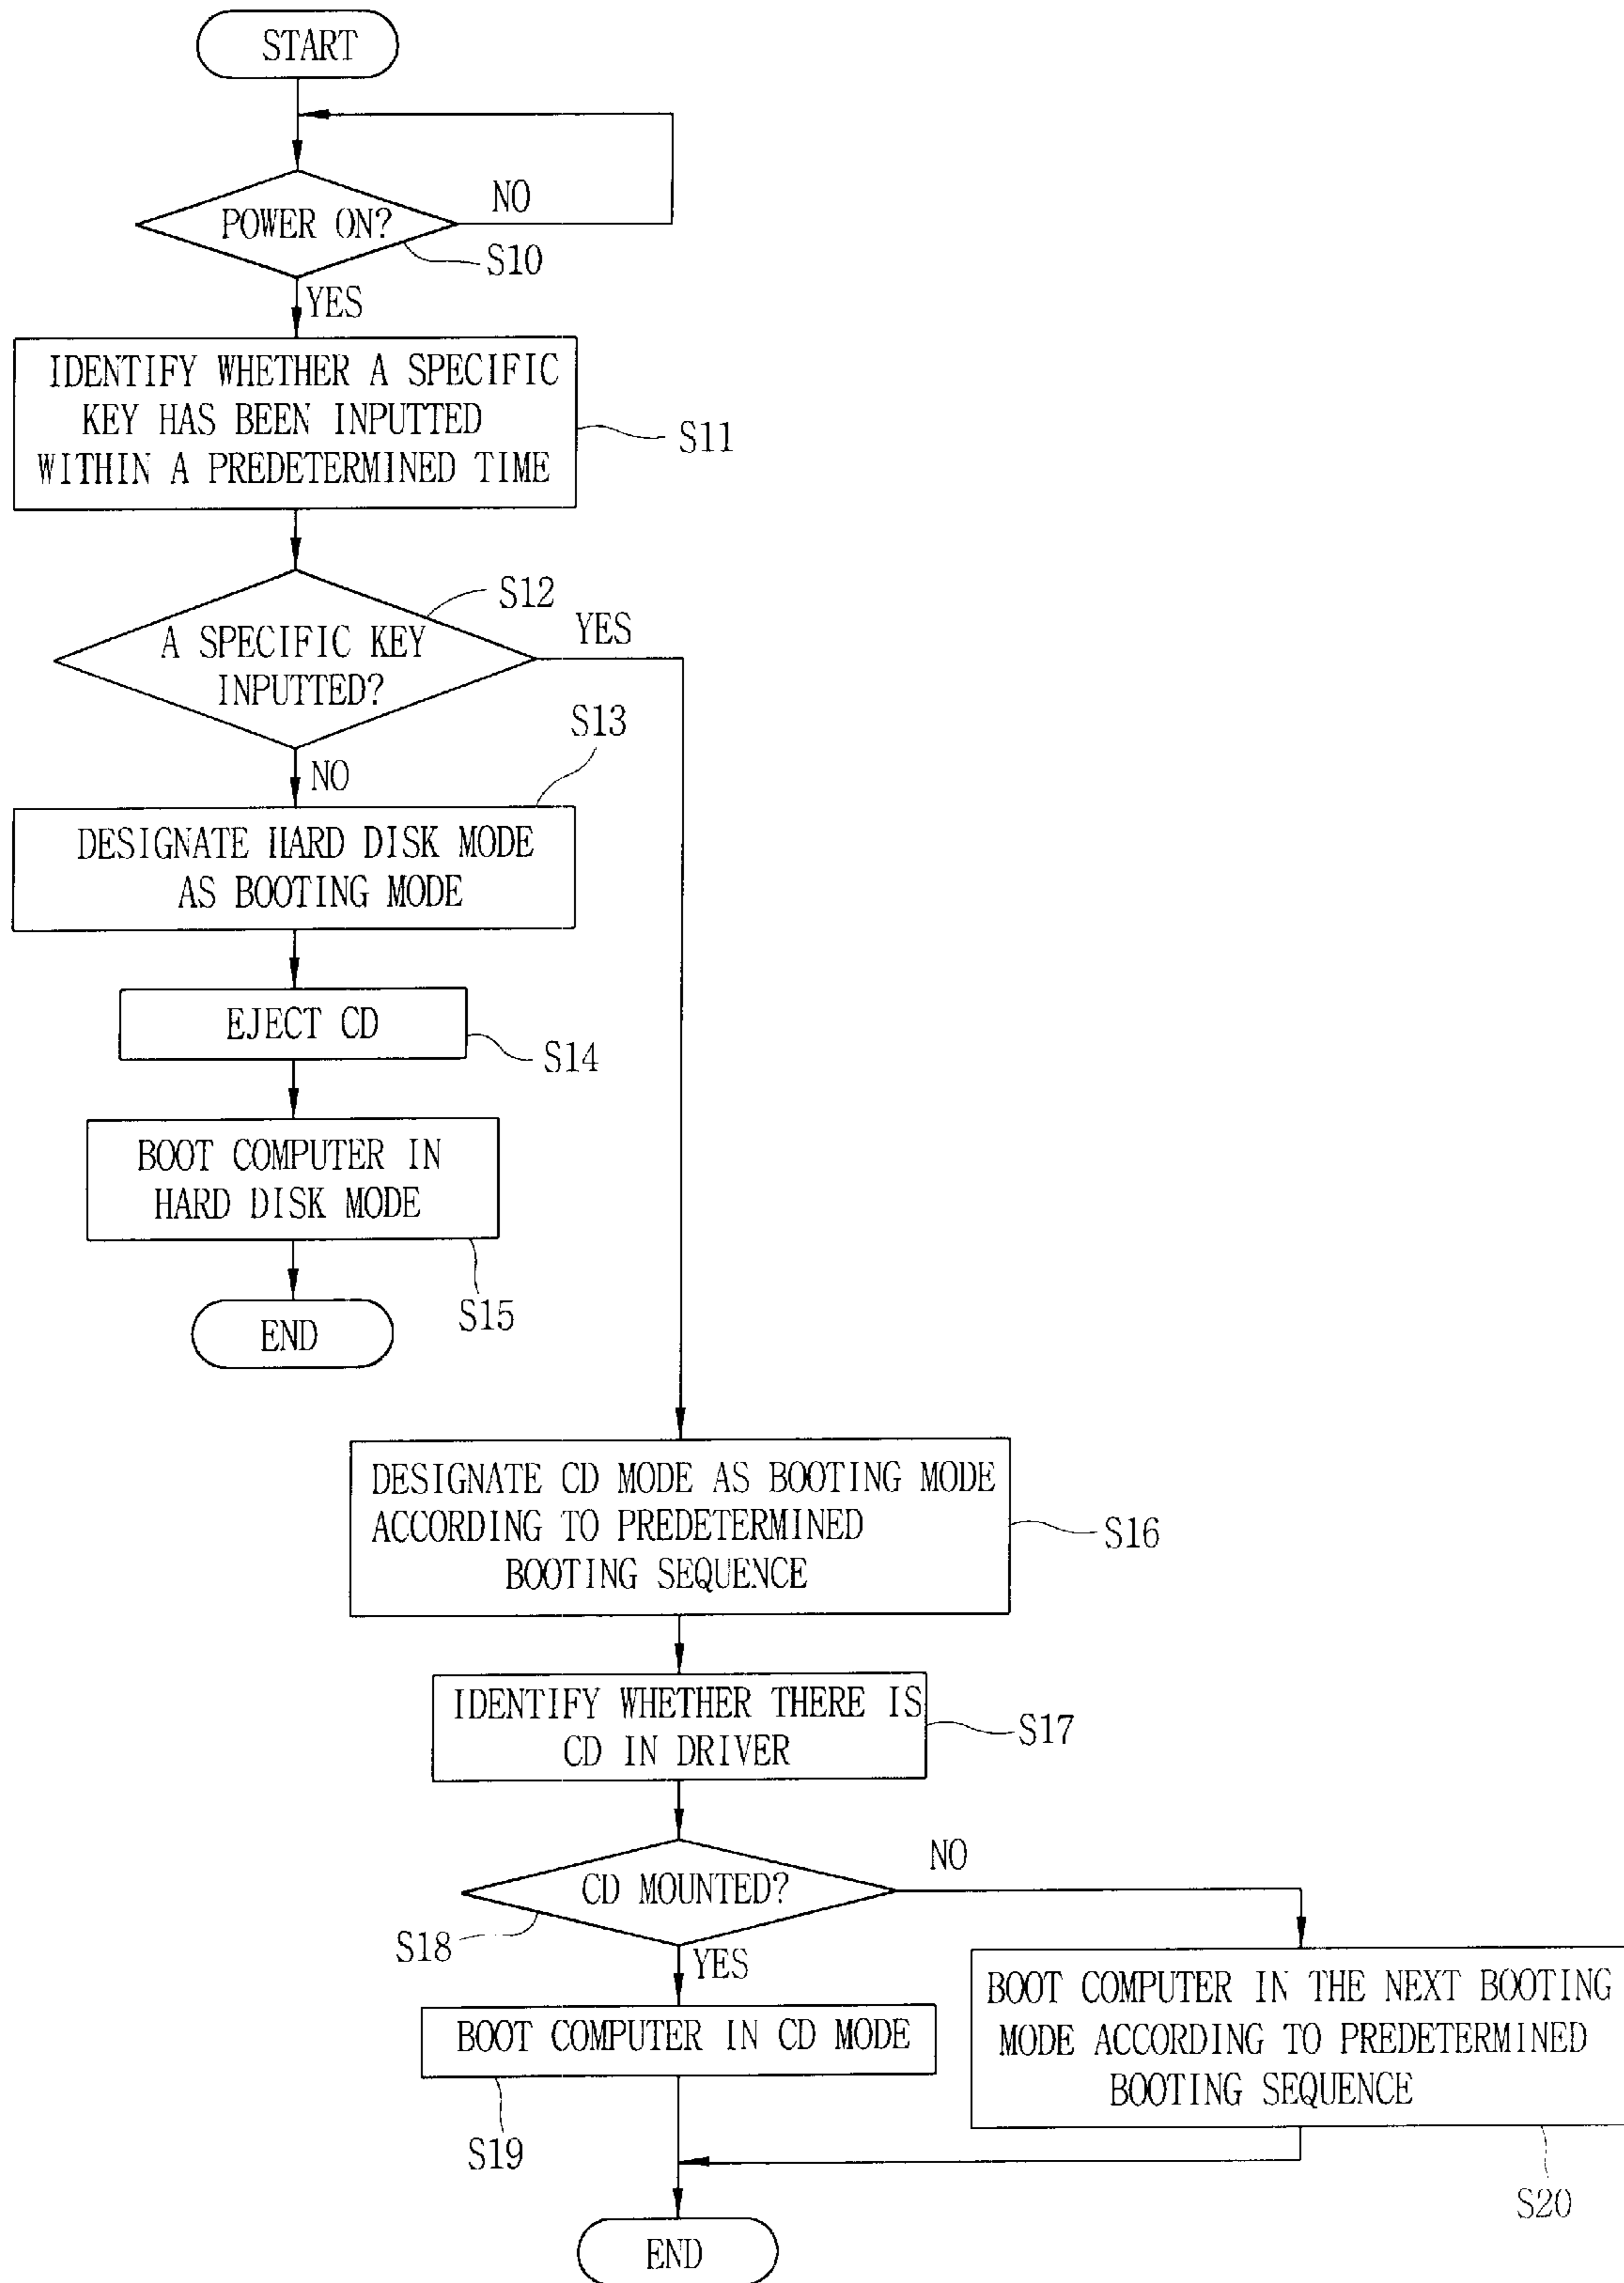 START
POWER ON?
NO
S10
YES
IDENTIFY WHETHER A SPECIFIC
KEY HAS BEEN INPUTTED
WITHIN A PREDETERMINED TIME
S11
S12
A SPECIFIC KEY
INPUTTED?
YES
NO
S13
DESIGNATE HARD DISK MODE
AS BOOTING MODE
EJECT CD
S14
BOOT COMPUTER IN
HARD DISK MODE
S15
END
DESIGNATE CD MODE AS BOOTING MODE
ACCORDING TO PREDETERMINED
BOOTING SEQUENCE
S16
IDENTIFY WHETHER THERE IS
CD IN DRIVER
S17
CD MOUNTED?
NO
S18
YES
BOOT COMPUTER IN CD MODE
S19
BOOT COMPUTER IN THE NEXT BOOTING
MODE ACCORDING TO PREDETERMINED
BOOTING SEQUENCE
S20
END